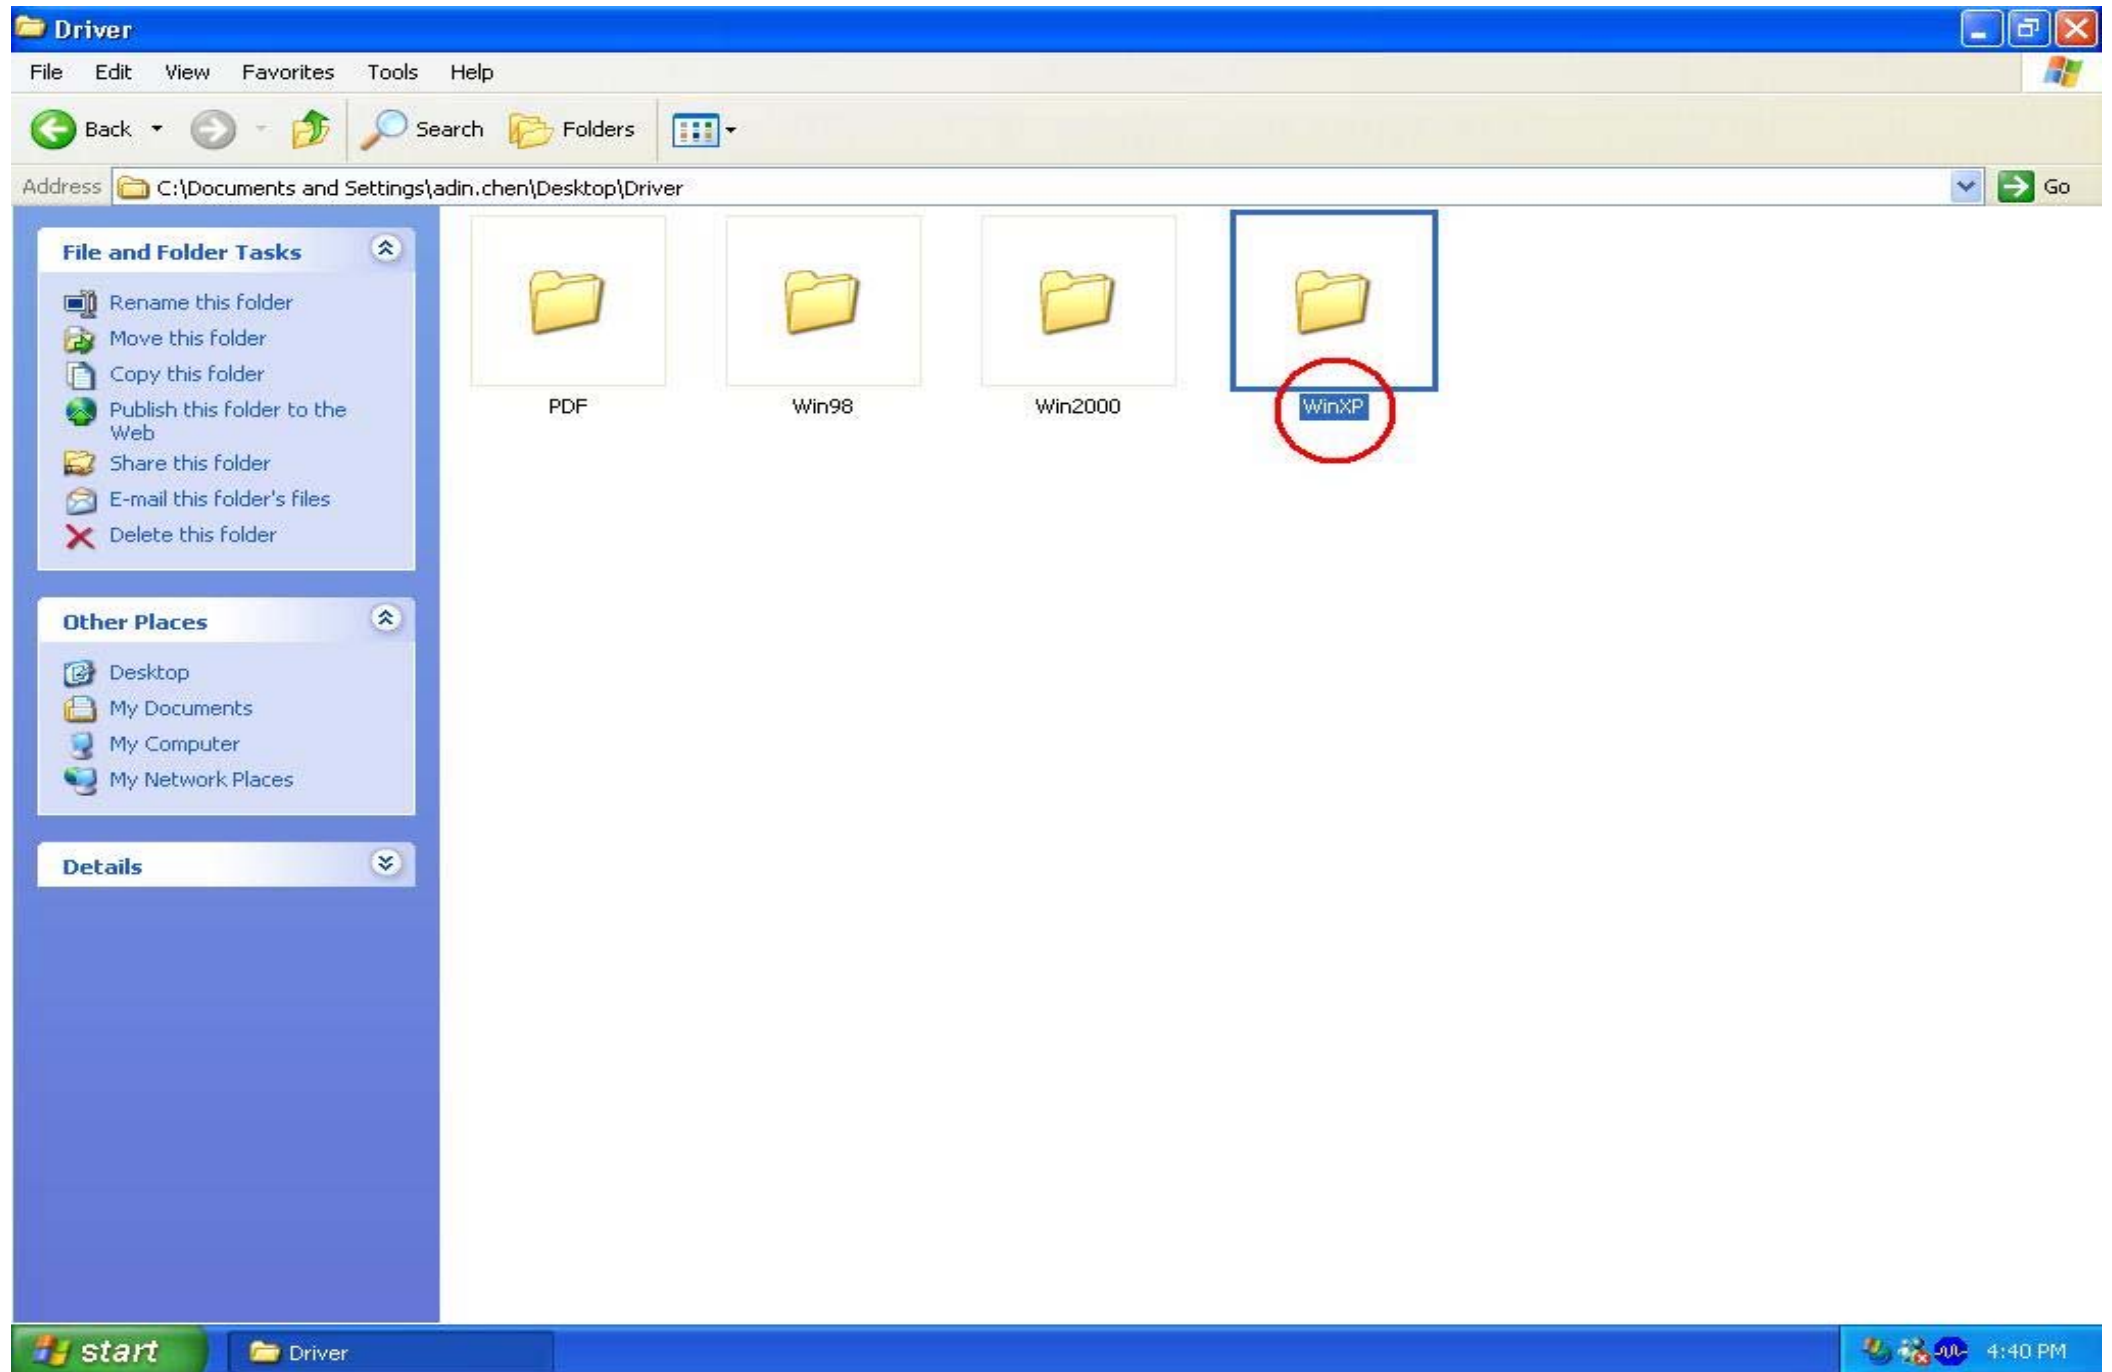 Driver
File Edit View Favorites Tools Help
Back Search Folders
Address C:\Documents and Settings\adin.chen\Desktop\Driver Go
File and Folder Tasks
Rename this folder
Move this folder
Copy this folder
Publish this folder to the
Web
Share this folder
E-mail this folder's files
Delete this folder
Other Places
Desktop
My Documents
My Computer
My Network Places
Details
PDF Win98 Win2000 WinXP
start Driver 4:40 PM